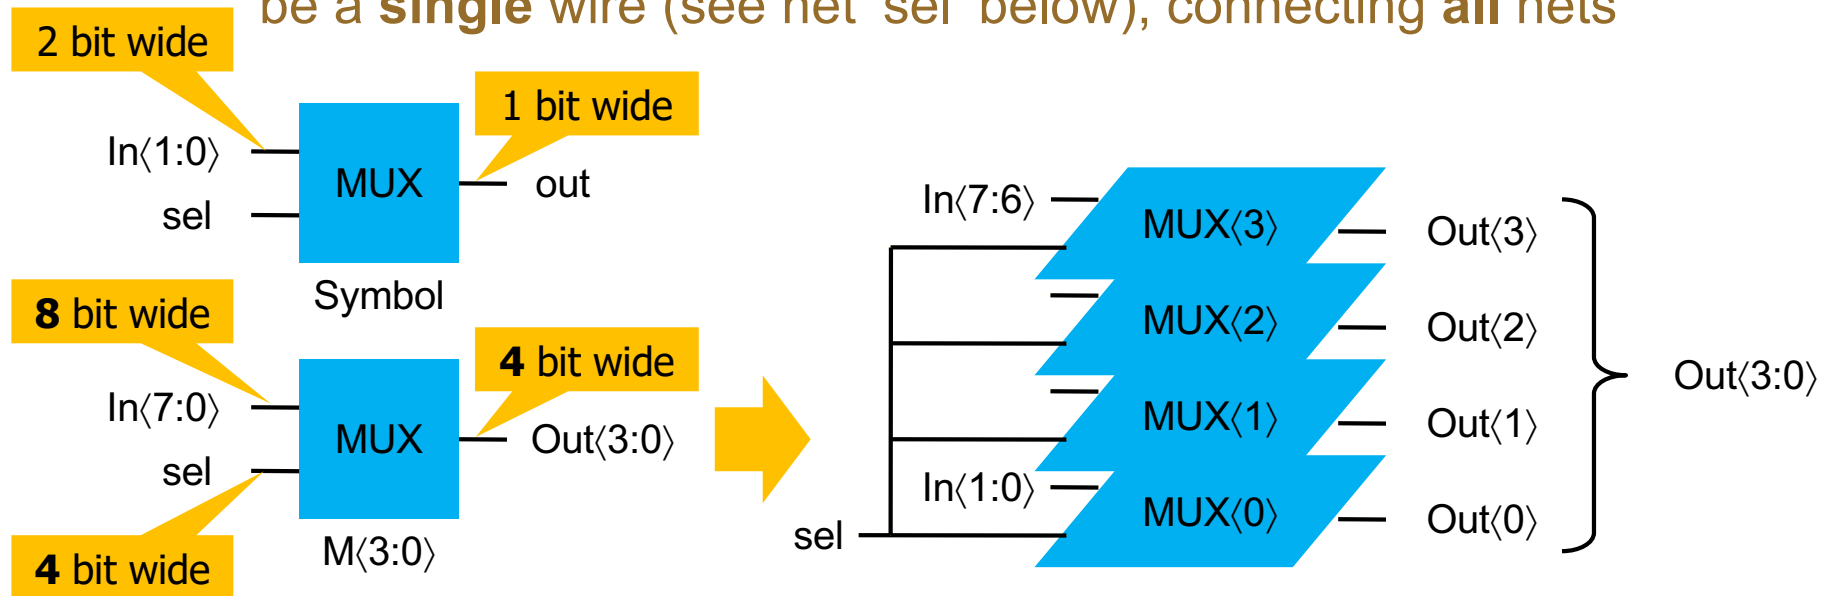 be a single wire (see net 'sel' below), connecting all nets
2 bit wide
1 bit wide
In⟨1:0⟩
sel
MUX
out
Symbol
8 bit wide
4 bit wide
In⟨7:0⟩
sel
MUX
Out⟨3:0⟩
M⟨3:0⟩
4 bit wide
In⟨7:6⟩
MUX⟨3⟩
Out⟨3⟩
MUX⟨2⟩
Out⟨2⟩
MUX⟨1⟩
Out⟨1⟩
In⟨1:0⟩
MUX⟨0⟩
Out⟨0⟩
sel
Out⟨3:0⟩